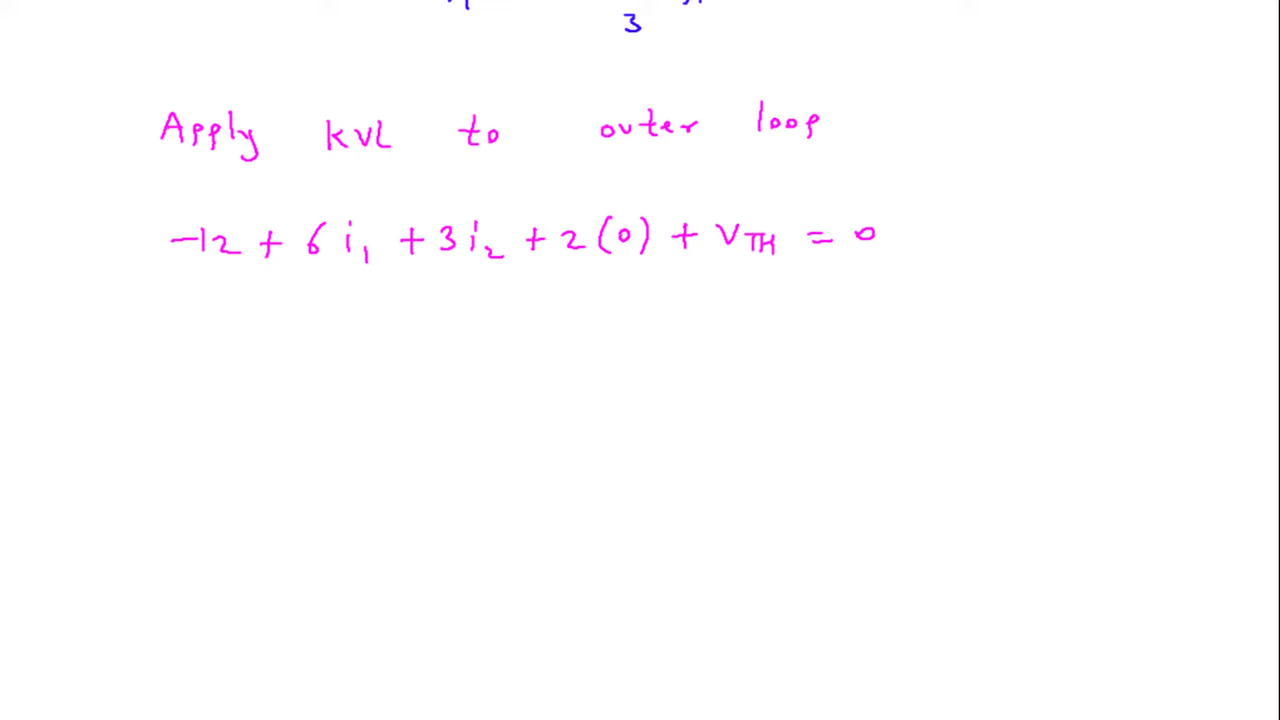 3
Apply KVL to outer loop
-12 + 6 i₁ + 3 i₂ + 2 (0) + V_TH = 0